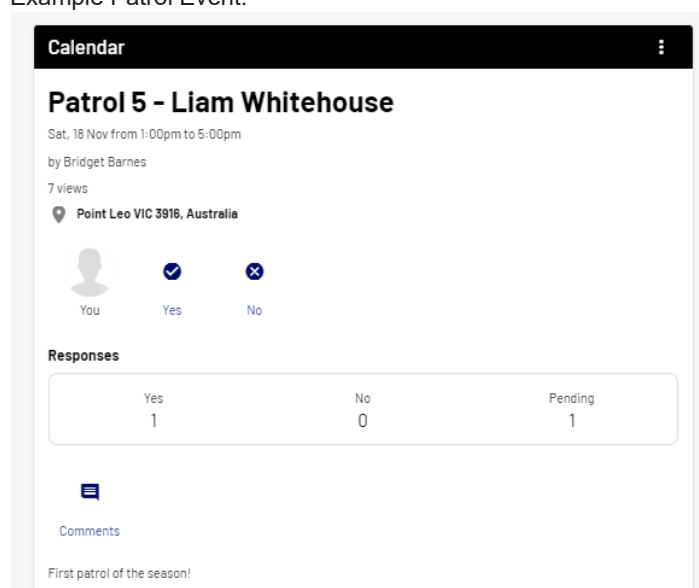 Example Patrol Event:
Calendar
Patrol 5 - Liam Whitehouse
Sat, 18 Nov from 1:00pm to 5:00pm
by Bridget Barnes
7 views
Point Leo VIC 3916, Australia
You Yes No
Responses
Yes No Pending
1 0 1
Comments
First patrol of the season!